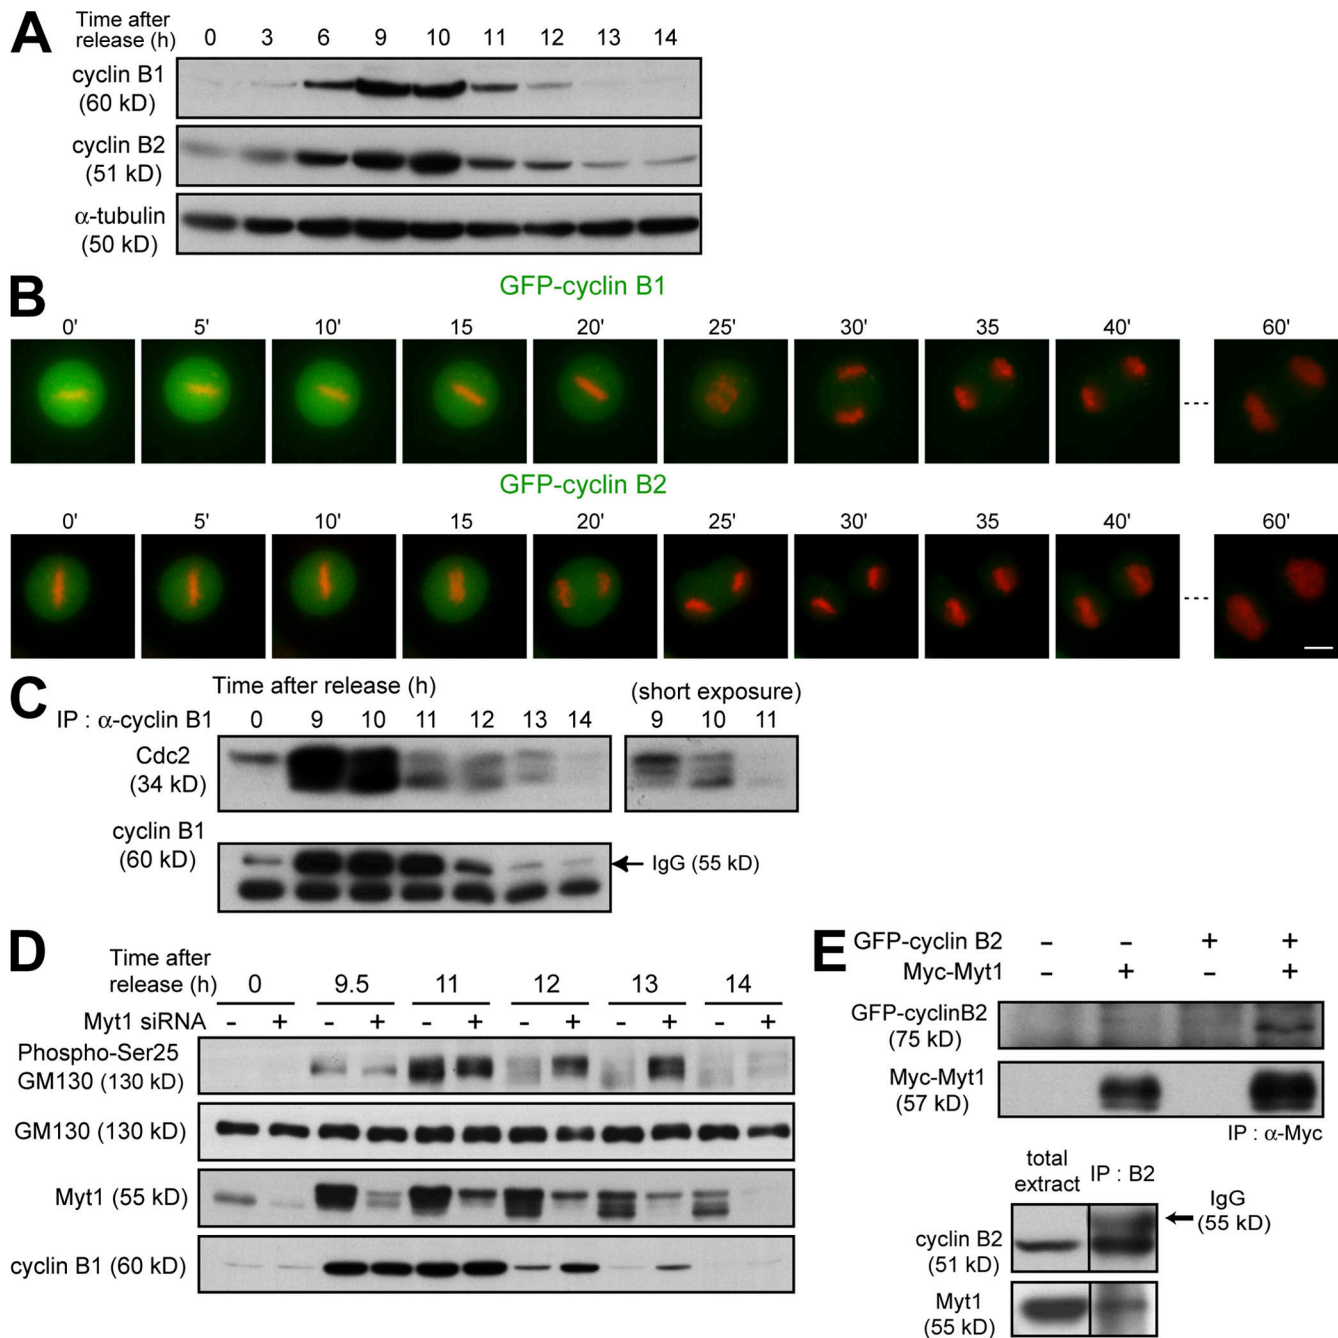 A
Time after
release (h) 0 3 6 9 10 11 12 13 14
cyclin B1
(60 kD)
cyclin B2
(51 kD)
α-tubulin
(50 kD)
B
GFP-cyclin B1
0' 5' 10' 15 20' 25' 30' 35 40' 60'
GFP-cyclin B2
0' 5' 10' 15 20' 25' 30' 35 40' 60'
C
Time after release (h) (short exposure)
IP : α-cyclin B1 0 9 10 11 12 13 14 9 10 11
Cdc2
(34 kD)
cyclin B1
(60 kD)
IgG (55 kD)
D
Time after
release (h) 0 9.5 11 12 13 14
Myt1 siRNA - + - + - + - + - + - +
Phospho-Ser25
GM130 (130 kD)
GM130 (130 kD)
Myt1 (55 kD)
cyclin B1 (60 kD)
E
GFP-cyclin B2 - - + +
Myc-Myt1 - + - +
GFP-cyclinB2
(75 kD)
Myc-Myt1
(57 kD)
IP : α-Myc
total
extract
IP : B2
IgG
(55 kD)
cyclin B2
(51 kD)
Myt1
(55 kD)